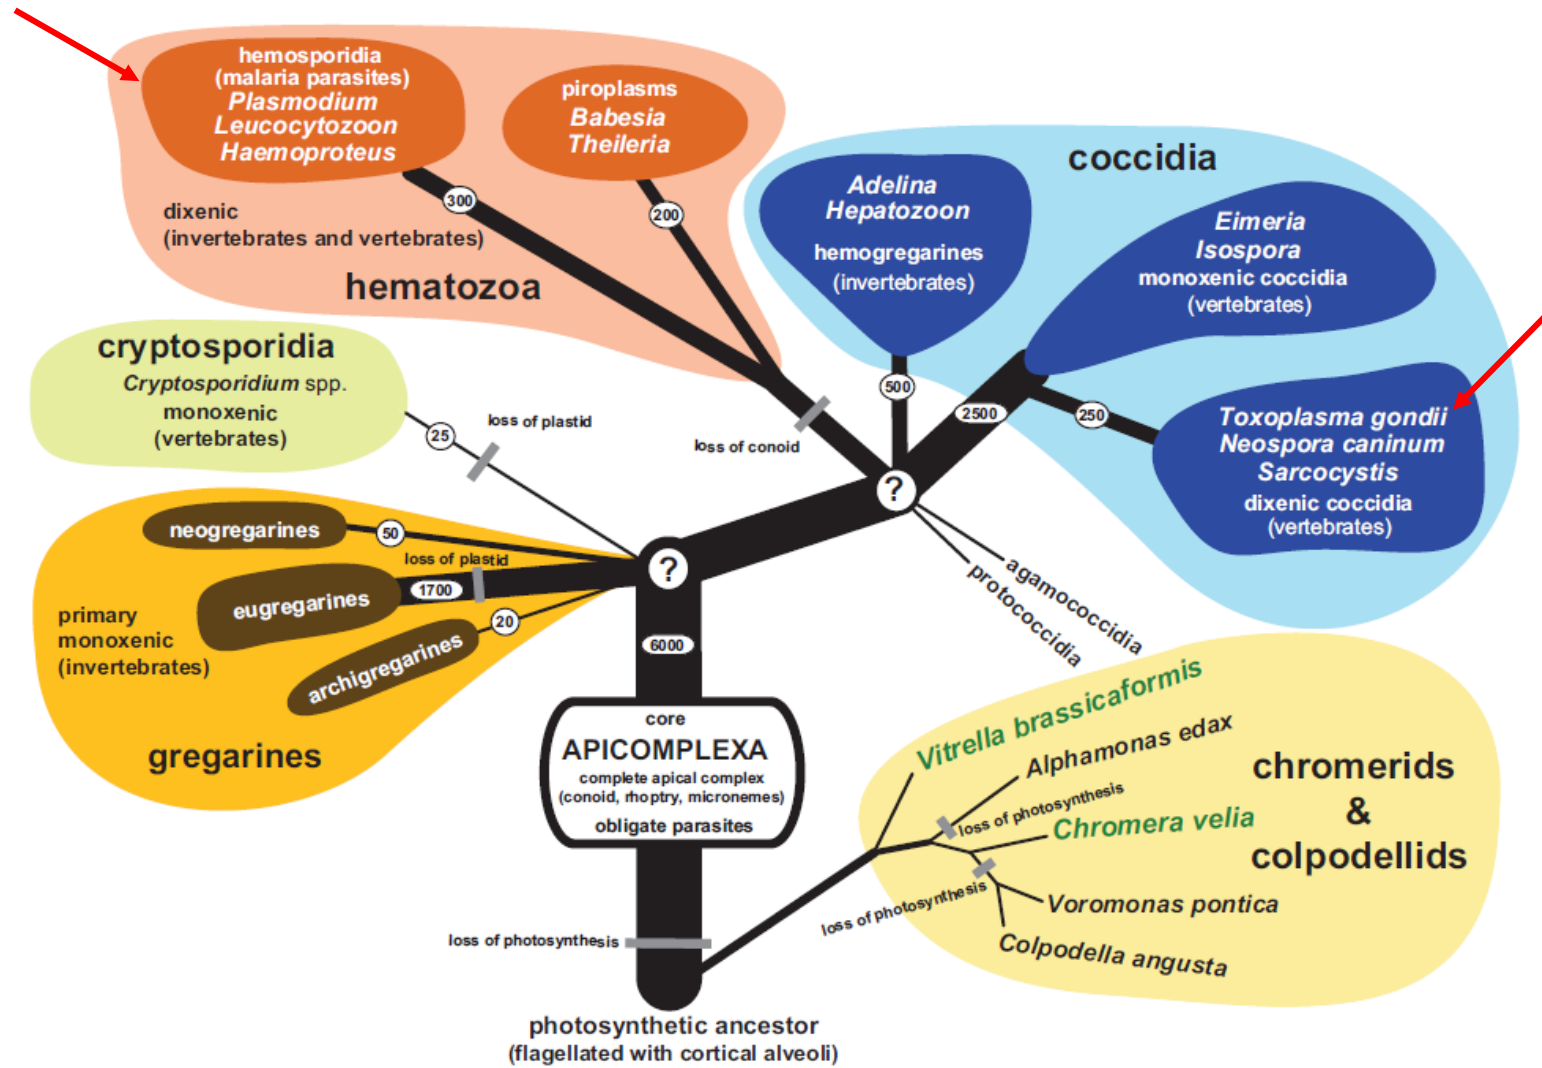 hemosporidia
(malaria parasites)
Plasmodium
Leucocytozoon
Haemoproteus
300
dixenic
(invertebrates and vertebrates)
hematozoa
piroplasms
Babesia
Theileria
200
coccidia
Adelina
Hepatozoon
hemogregarines
(invertebrates)
500
Eimeria
Isospora
monoxenic coccidia
(vertebrates)
2500
250
Toxoplasma gondii
Neospora caninum
Sarcocystis
dixenic coccidia
(vertebrates)
cryptosporidia
Cryptosporidium spp.
monoxenic
(vertebrates)
25
loss of plastid
loss of conoid
?
agamococcidia
protococcidia
neogregarines
50
loss of plastid
eugregarines
1700
archigregarines
20
primary
monoxenic
(invertebrates)
gregarines
?
6000
core
APICOMPLEXA
complete apical complex
(conoid, rhoptry, micronemes)
obligate parasites
loss of photosynthesis
photosynthetic ancestor
(flagellated with cortical alveoli)
Vitrella brassicaformis
Alphamonas edax
loss of photosynthesis
Chromera velia
loss of photosynthesis
Voromonas pontica
Colpodella angusta
chromerids
&
colpodellids